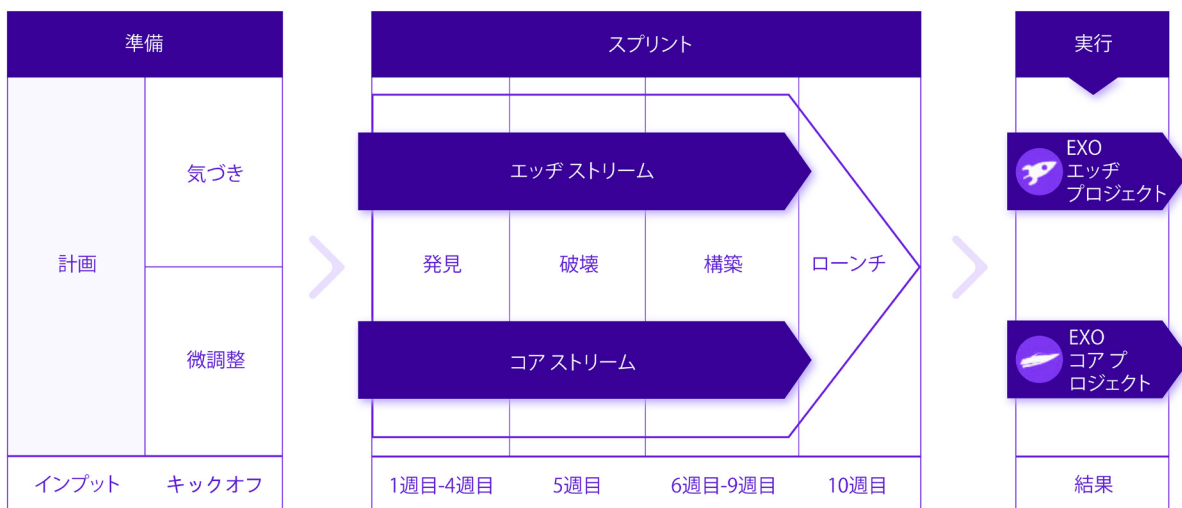 準備
スプリント
実行
計画
気づき
微調整
エッヂ ストリーム
発見
破壊
構築
ローンチ
コア ストリーム
EXO
エッヂ
プロジェクト
EXO
コア プ
ロジェクト
インプット
キックオフ
1週目-4週目
5週目
6週目-9週目
10週目
結果